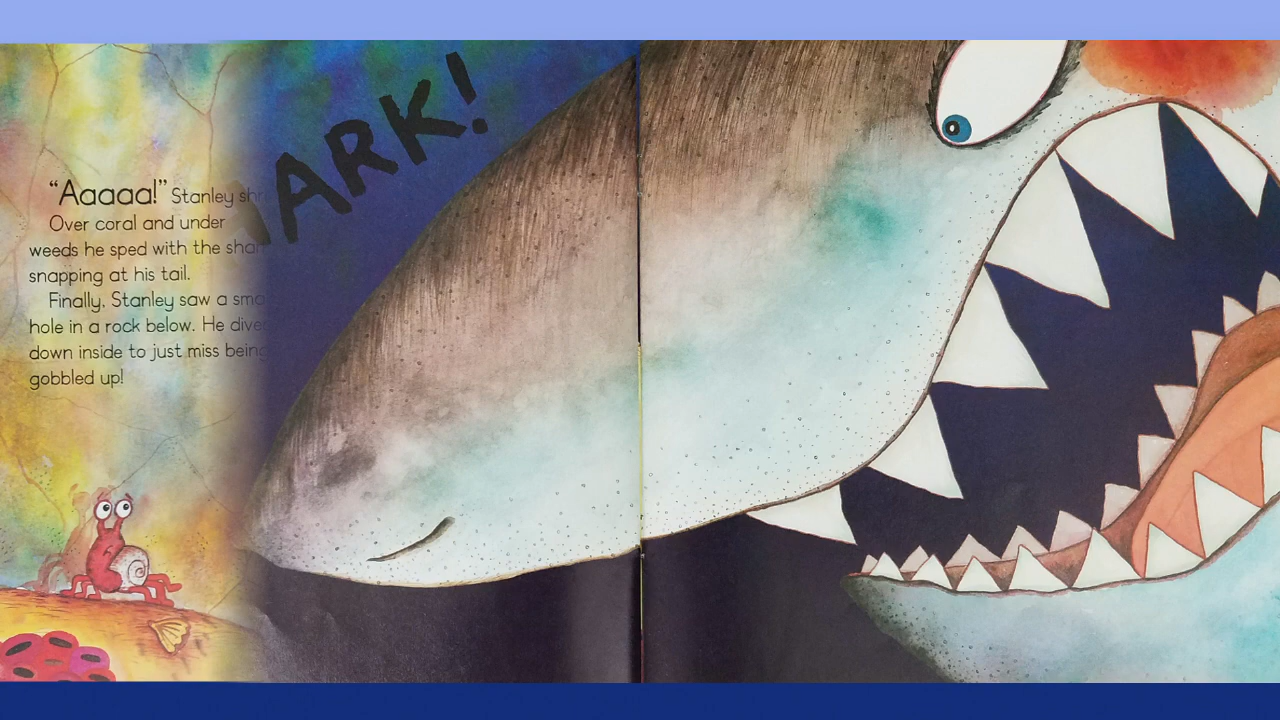 ARK!
“Aaaaa!” Stanley
Over coral and under
weeds he sped with the
snapping at his tail.
Finally, Stanley saw a
hole in a rock below. He
down inside to just miss being
gobbled up!